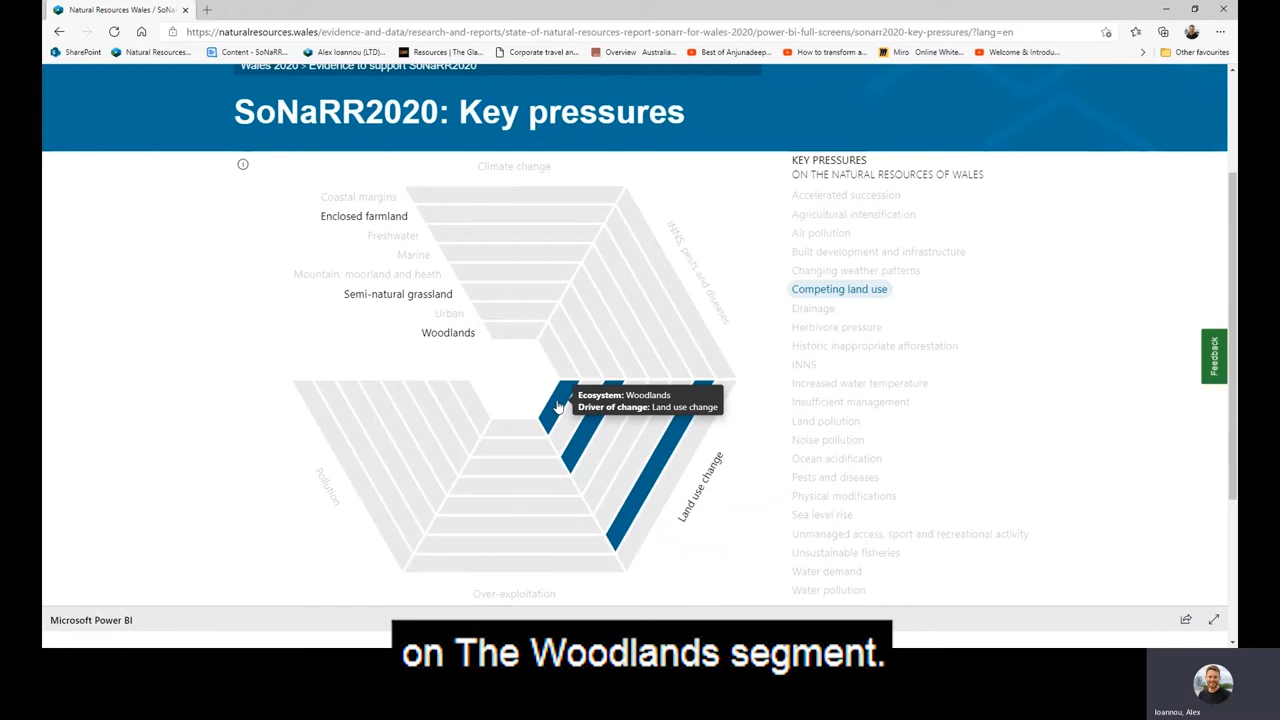 Natural Resources Wales / SoNa
https://naturalresources.wales/evidence-and-data/research-and-reports/state-of-natural-resources-report-sonarr-for-wales-2020/power-bi-full-screens/sonarr2020-key-pressures/?lang=en
SharePoint
Natural Resources...
Content - SoNaRR...
Alex Ioannou (LTD)...
Resources | The Gla...
Corporate travel and...
Overview Australia...
Best of Anjunadeep...
How to transform a...
Miro Online White...
Welcome & Introdu...
Other favourites
Wales 2020 > Evidence to support SoNaRR2020
SoNaRR2020: Key pressures
Climate change
Coastal margins
Enclosed farmland
Freshwater
Marine
Mountain, moorland and heath
Semi-natural grassland
Urban
Woodlands
INNS, pests and diseases
Ecosystem: Woodlands
Driver of change: Land use change
Land use change
Pollution
Over-exploitation
KEY PRESSURES
ON THE NATURAL RESOURCES OF WALES
Accelerated succession
Agricultural intensification
Air pollution
Built development and infrastructure
Changing weather patterns
Competing land use
Drainage
Herbivore pressure
Historic inappropriate afforestation
INNS
Increased water temperature
Insufficient management
Land pollution
Noise pollution
Ocean acidification
Pests and diseases
Physical modifications
Sea level rise
Unmanaged access, sport and recreational activity
Unsustainable fisheries
Water demand
Water pollution
Feedback
Microsoft Power BI
on The Woodlands segment.
Ioannou, Alex